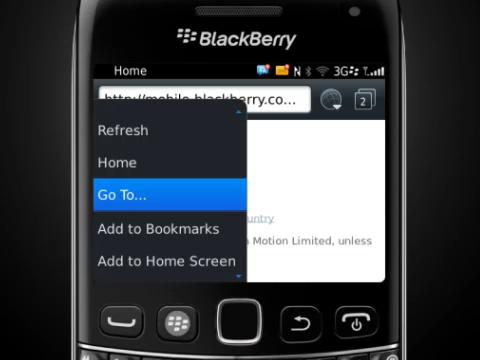 BlackBerry
Home
N
3G
http://mobile.blackberry.co...
2
Refresh
Home
Go To...
Add to Bookmarks
Add to Home Screen
untry
Motion Limited, unless